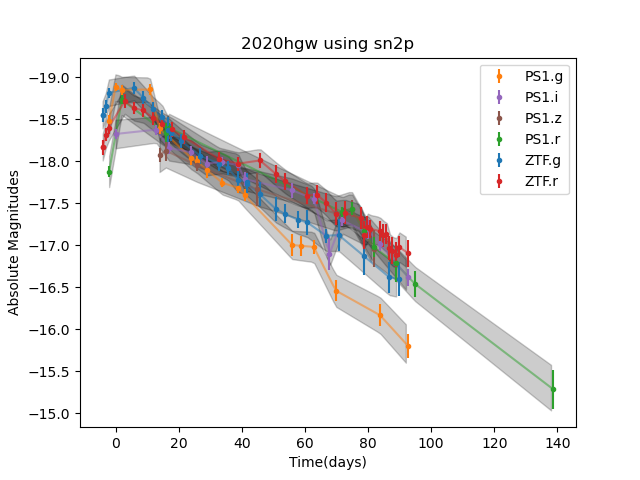 2020hgw using sn2p
Absolute Magnitudes
−19.0
−18.5
−18.0
−17.5
−17.0
−16.5
−16.0
−15.5
−15.0
PS1.g
PS1.i
PS1.z
PS1.r
ZTF.g
ZTF.r
0 20 40 60 80 100 120 140
Time(days)